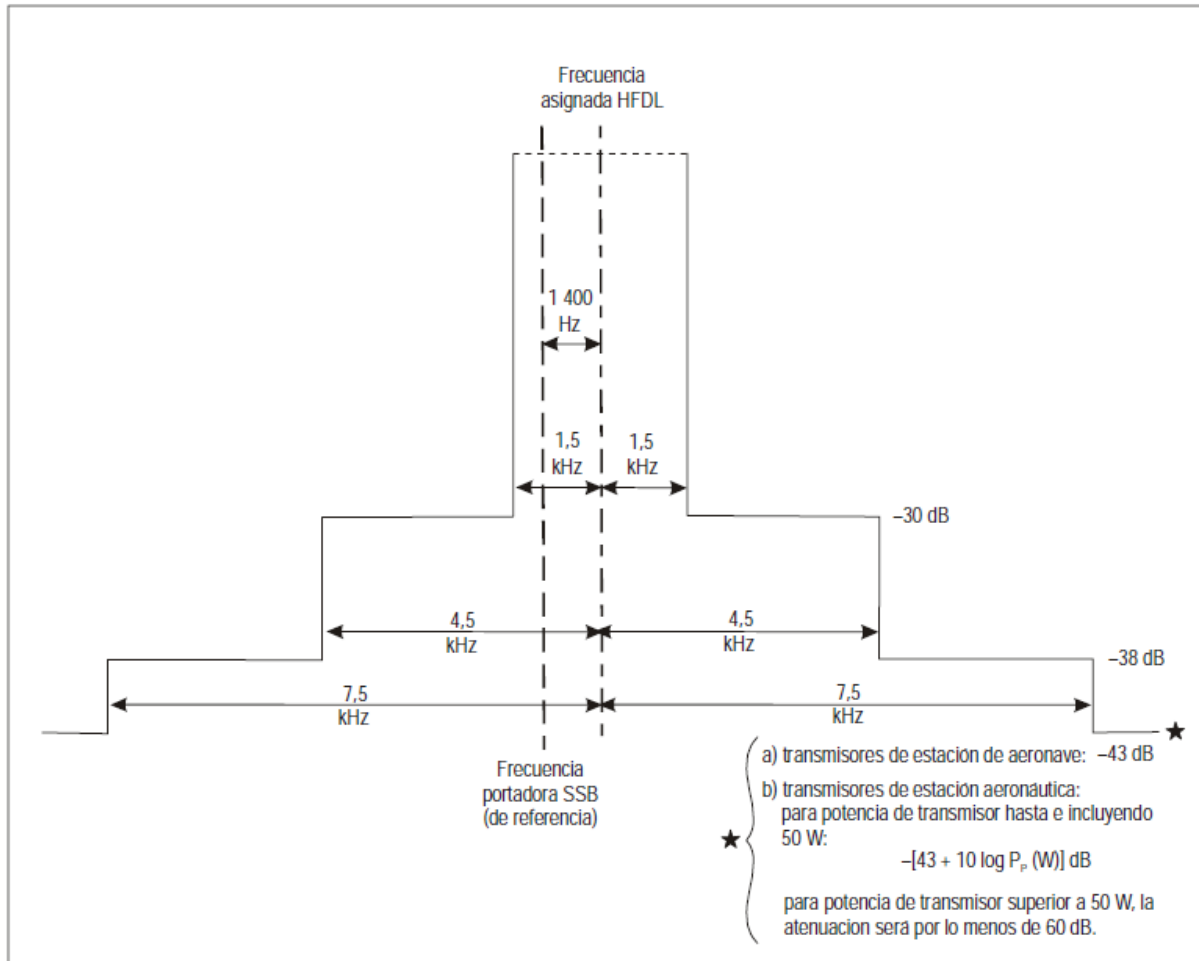 Frecuencia
asignada HFDL
1 400
Hz
1,5
kHz
1,5
kHz
–30 dB
4,5
kHz
4,5
kHz
–38 dB
7,5
kHz
7,5
kHz
Frecuencia
portadora SSB
(de referencia)
★
★
a) transmisores de estación de aeronave: –43 dB
b) transmisores de estación aeronáutica:
para potencia de transmisor hasta e incluyendo
50 W:
–[43 + 10 log Pₚ (W)] dB
para potencia de transmisor superior a 50 W, la
atenuacion será por lo menos de 60 dB.